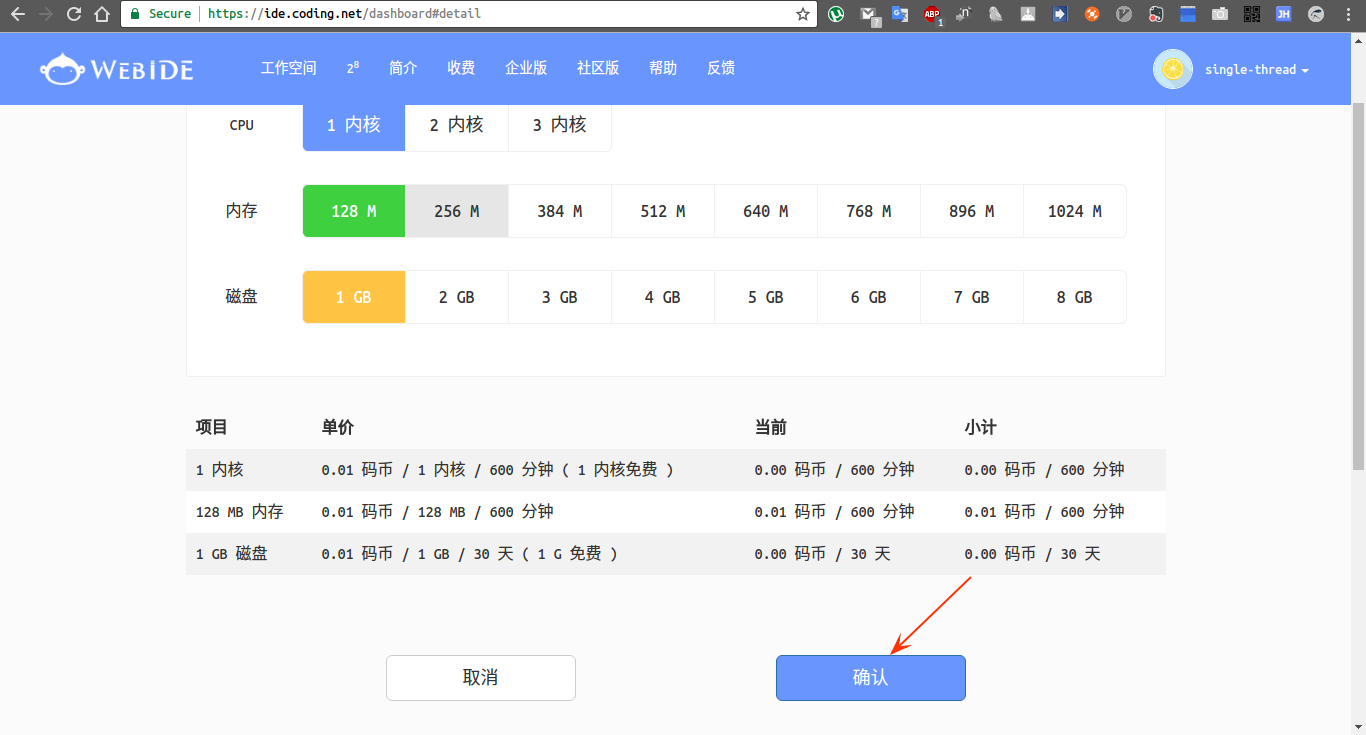 Secure https://ide.coding.net/dashboard#detail
ABP 1 ? JH
WEBIDE 工作空间 2⁸ 简介 收费 企业版 社区版 帮助 反馈 single-thread
CPU 1 内核 2 内核 3 内核
内存 128 M 256 M 384 M 512 M 640 M 768 M 896 M 1024 M
磁盘 1 GB 2 GB 3 GB 4 GB 5 GB 6 GB 7 GB 8 GB
项目 单价 当前 小计
1 内核 0.01 码币 / 1 内核 / 600 分钟 ( 1 内核免费 ) 0.00 码币 / 600 分钟 0.00 码币 / 600 分钟
128 MB 内存 0.01 码币 / 128 MB / 600 分钟 0.01 码币 / 600 分钟 0.01 码币 / 600 分钟
1 GB 磁盘 0.01 码币 / 1 GB / 30 天 ( 1 G 免费 ) 0.00 码币 / 30 天 0.00 码币 / 30 天
取消 确认